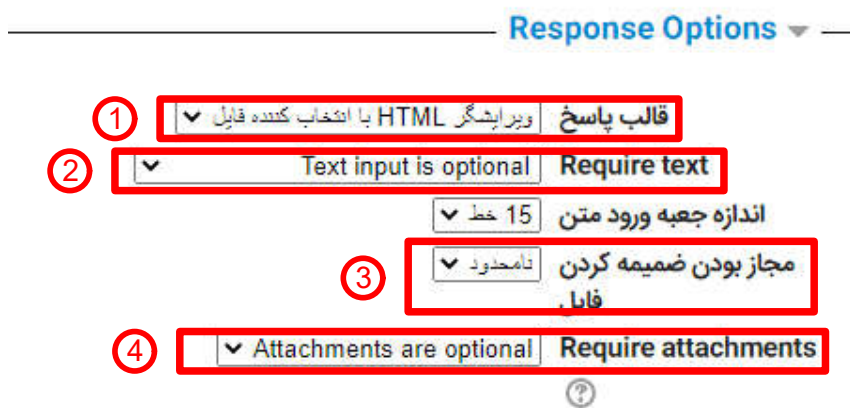 Response Options
1 قالب پاسخ ویرایشگر HTML با انتخاب کننده فایل
2 Require text Text input is optional
اندازه جعبه ورود متن 15 خط
3 مجاز بودن ضمیمه کردن نامحدود
فایل
4 Require attachments Attachments are optional
?